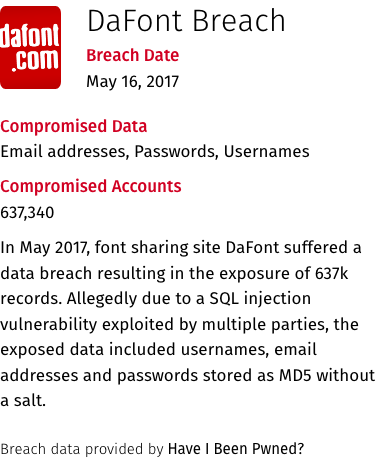 dafont
.com
DaFont Breach
Breach Date
May 16, 2017
Compromised Data
Email addresses, Passwords, Usernames
Compromised Accounts
637,340
In May 2017, font sharing site DaFont suffered a
data breach resulting in the exposure of 637k
records. Allegedly due to a SQL injection
vulnerability exploited by multiple parties, the
exposed data included usernames, email
addresses and passwords stored as MD5 without
a salt.
Breach data provided by Have I Been Pwned?